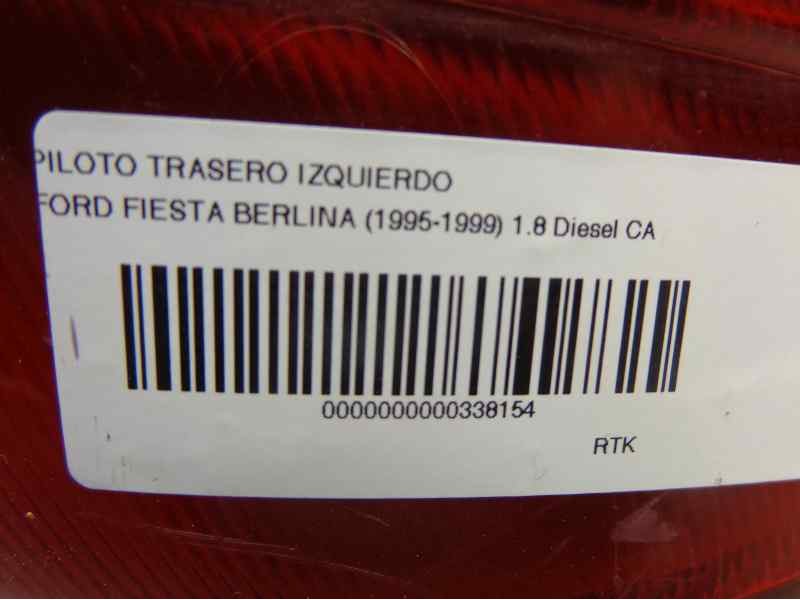 PILOTO TRASERO IZQUIERDO
FORD FIESTA BERLINA (1995-1999) 1.8 Diesel CA
0000000000338154
RTK